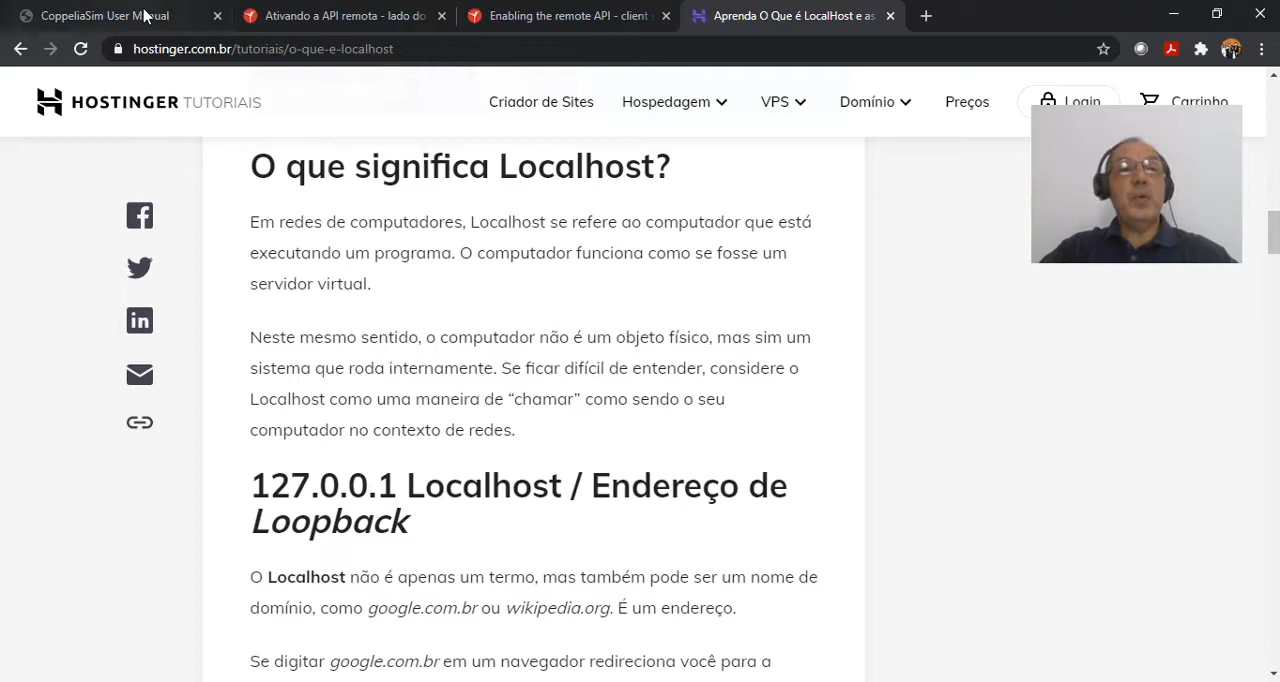 CoppeliaSim User Manual
Ativando a API remota - lado do
Enabling the remote API - client
Aprenda O Que é LocalHost e as
hostinger.com.br/tutoriais/o-que-e-localhost
HOSTINGER TUTORIAIS
Criador de Sites
Hospedagem
VPS
Domínio
Preços
Login
Carrinho
O que significa Localhost?
Em redes de computadores, Localhost se refere ao computador que está
executando um programa. O computador funciona como se fosse um
servidor virtual.
Neste mesmo sentido, o computador não é um objeto físico, mas sim um
sistema que roda internamente. Se ficar difícil de entender, considere o
Localhost como uma maneira de “chamar” como sendo o seu
computador no contexto de redes.
127.0.0.1 Localhost / Endereço de
Loopback
O Localhost não é apenas um termo, mas também pode ser um nome de
domínio, como google.com.br ou wikipedia.org. É um endereço.
Se digitar google.com.br em um navegador redireciona você para a